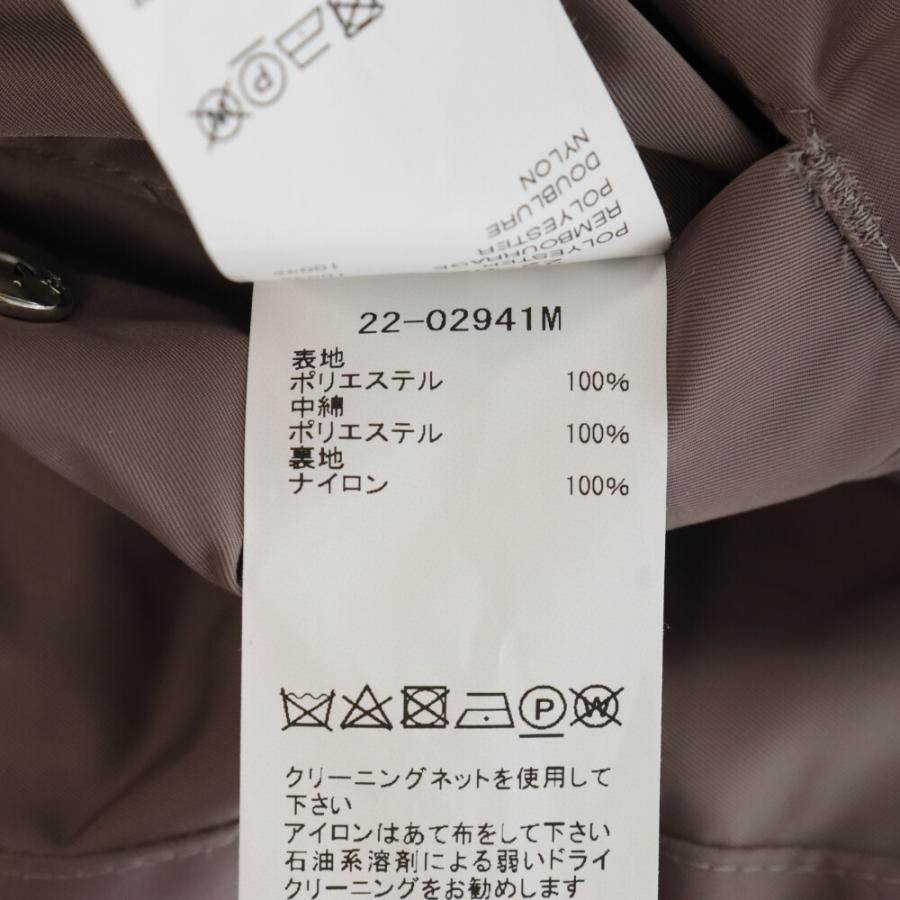 NYLON
DOUBLURE
POLYESTER
REMBOURRAGE
22-02941M
表地
ポリエステル 100%
中綿
ポリエステル 100%
裏地
ナイロン 100%
P
W
クリーニングネットを使用して
下さい
アイロンはあて布をして下さい
石油系溶剤による弱いドライ
クリーニングをお勧めします